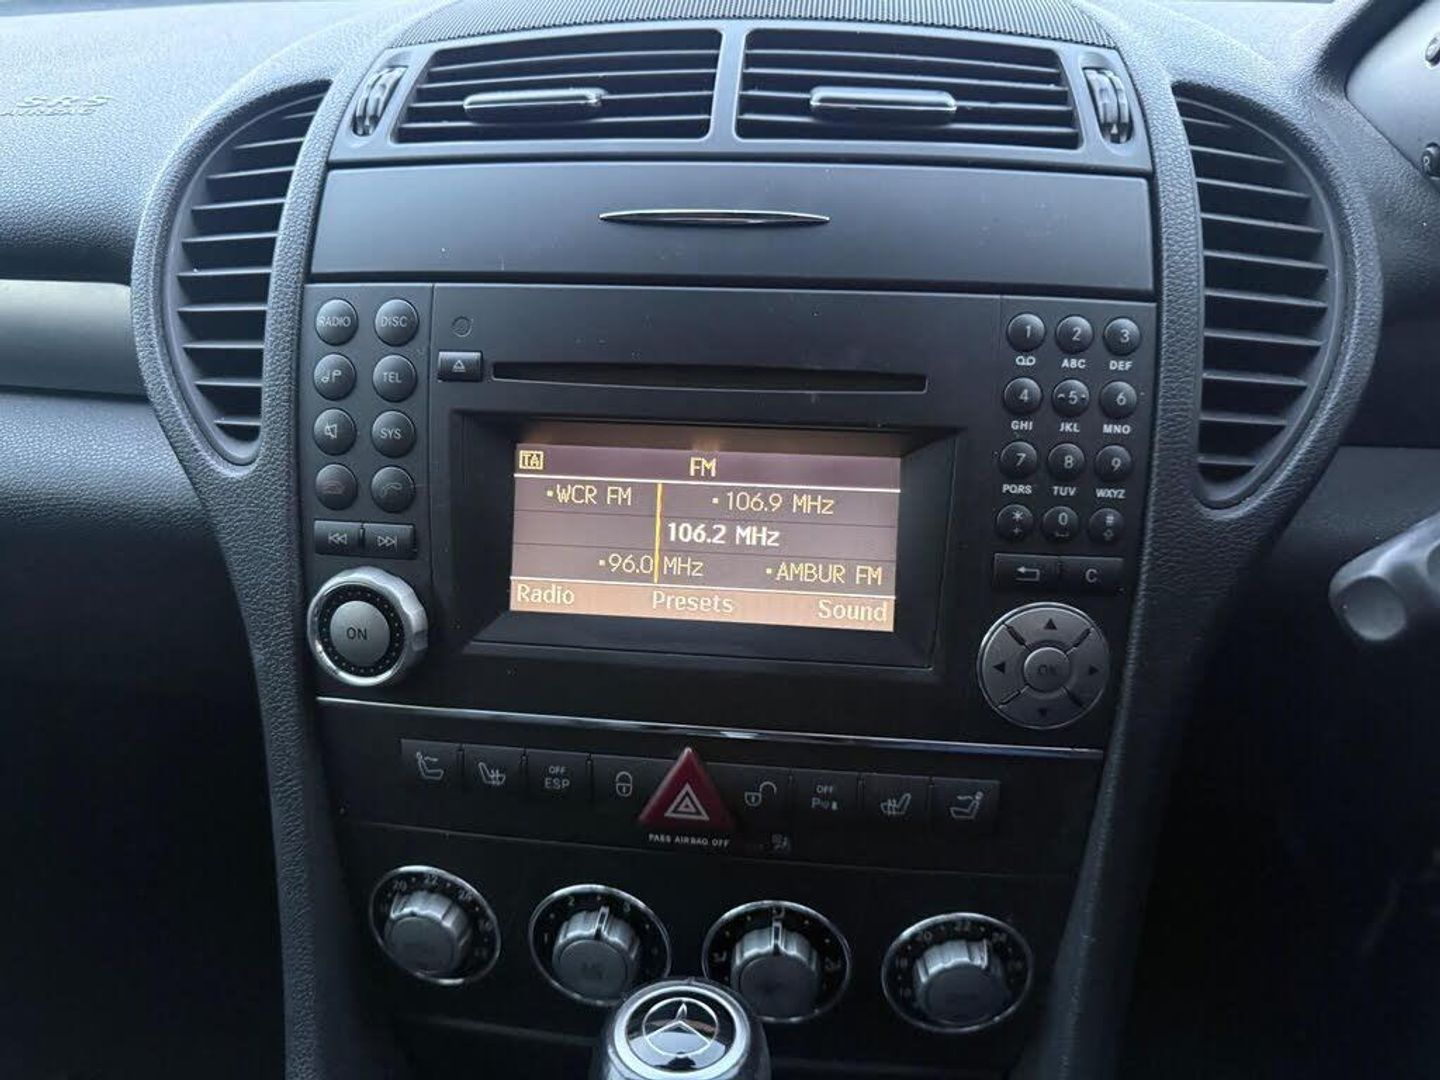 SRS
AIRBAG
RADIO DISC
TEL
SYS
ON
1 2 3
ABC DEF
4 5 6
GHI JKL MNO
7 8 9
PQRS TUV WXYZ
* 0 #
C
OK
TA FM
•WCR FM •106.9 MHz
106.2 MHz
•96.0 MHz •AMBUR FM
Radio Presets Sound
OFF
ESP
OFF
P
PASS AIRBAG OFF
R